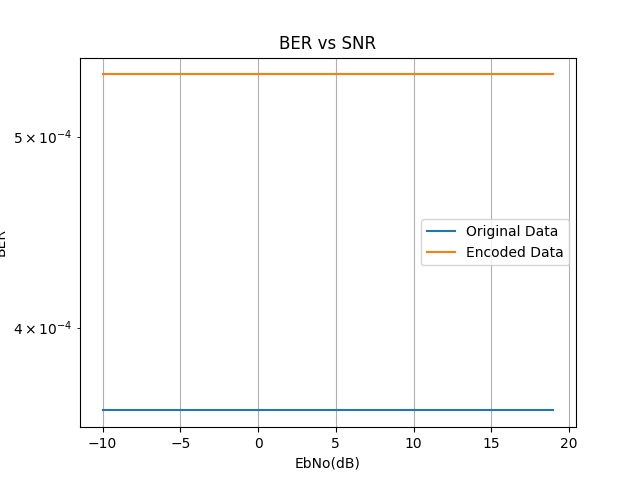 BER vs SNR
5 × 10⁻⁴
4 × 10⁻⁴
BER
Original Data
Encoded Data
−10 −5 0 5 10 15 20
EbNo(dB)